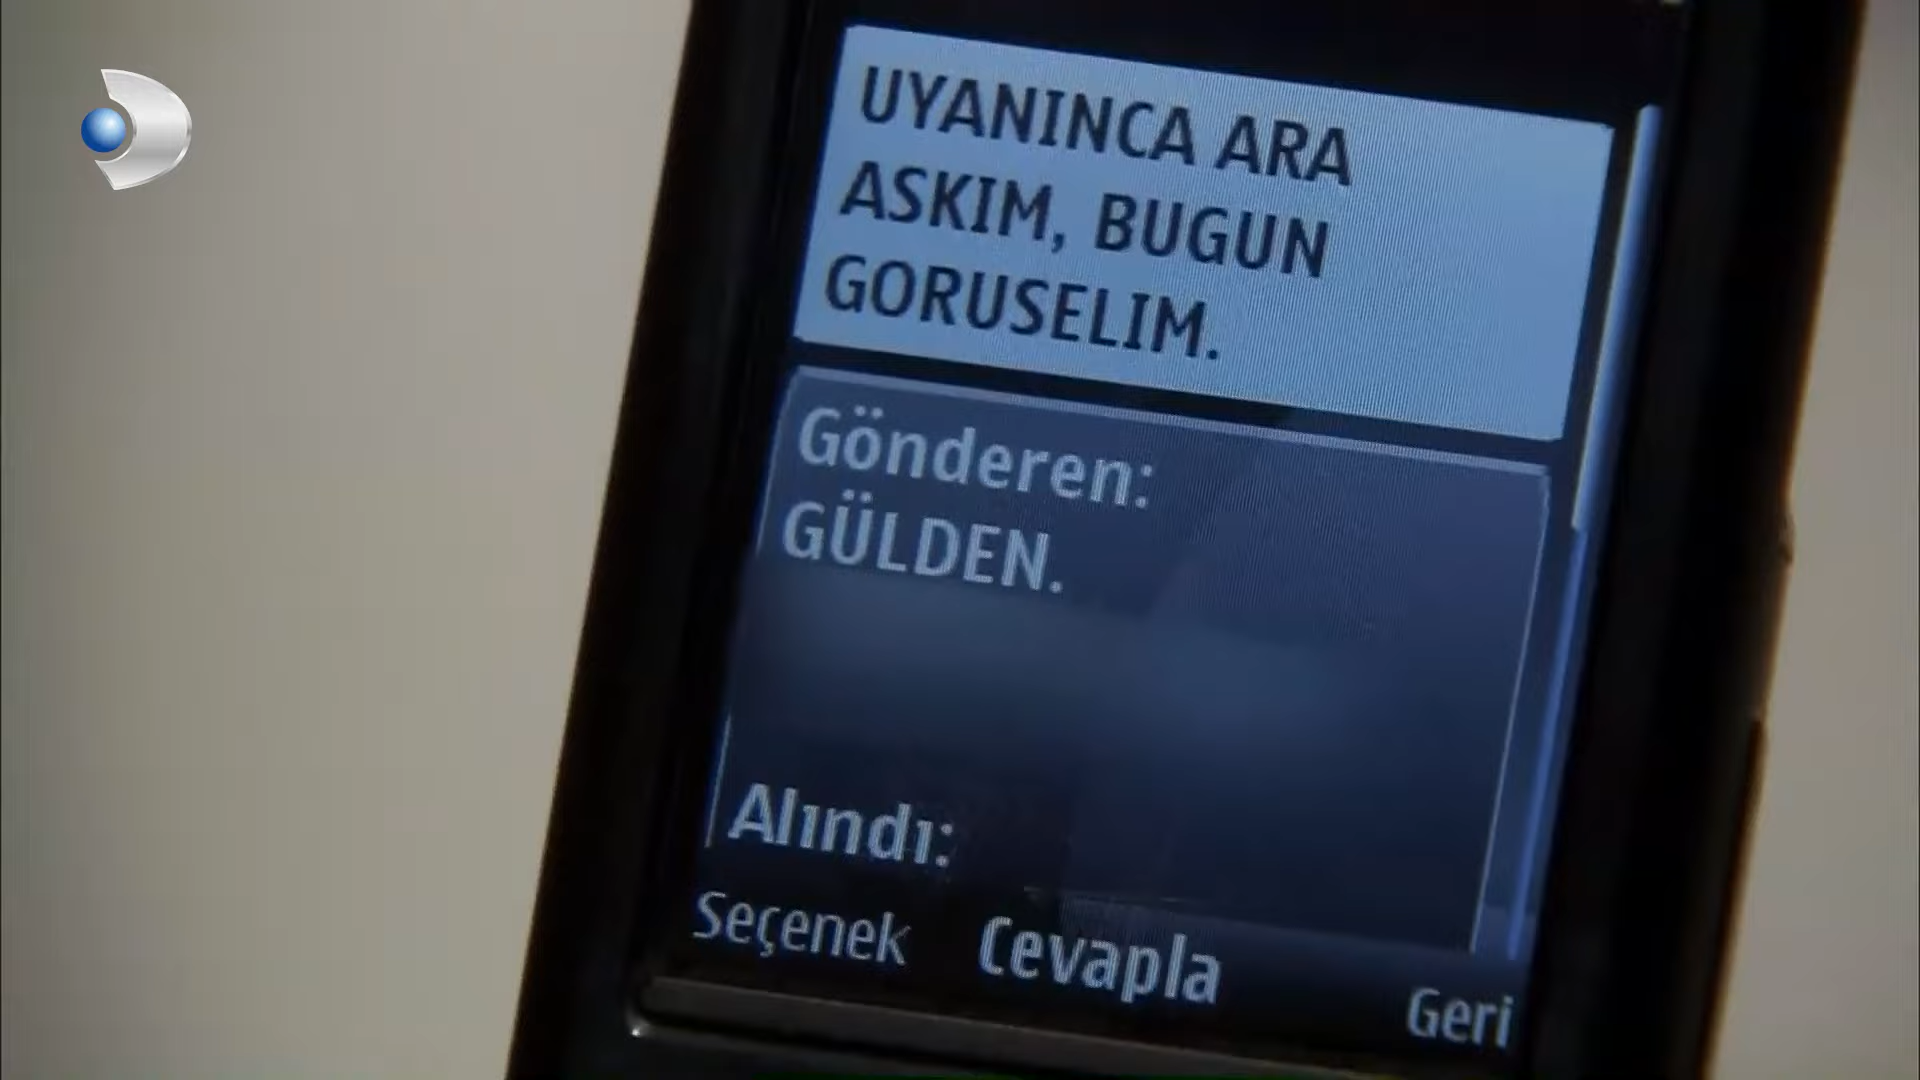 UYANINCA ARA
ASKIM, BUGUN
GORUSELIM.
Gönderen:
GÜLDEN.
Alındı:
Seçenek Cevapla Geri